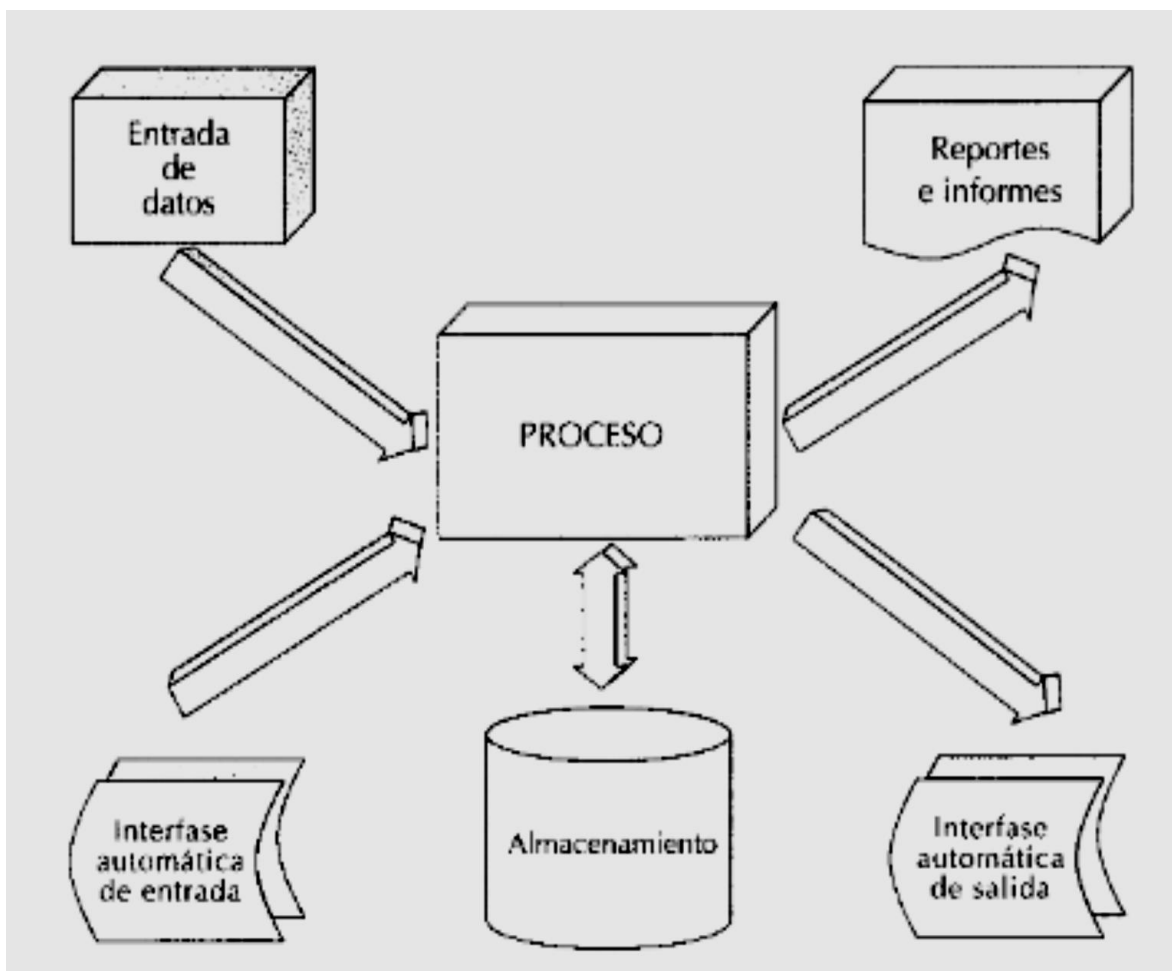 Entrada
de
datos
Reportes
e informes
PROCESO
Interfase
automática
de entrada
Almacenamiento
Interfase
automática
de salida